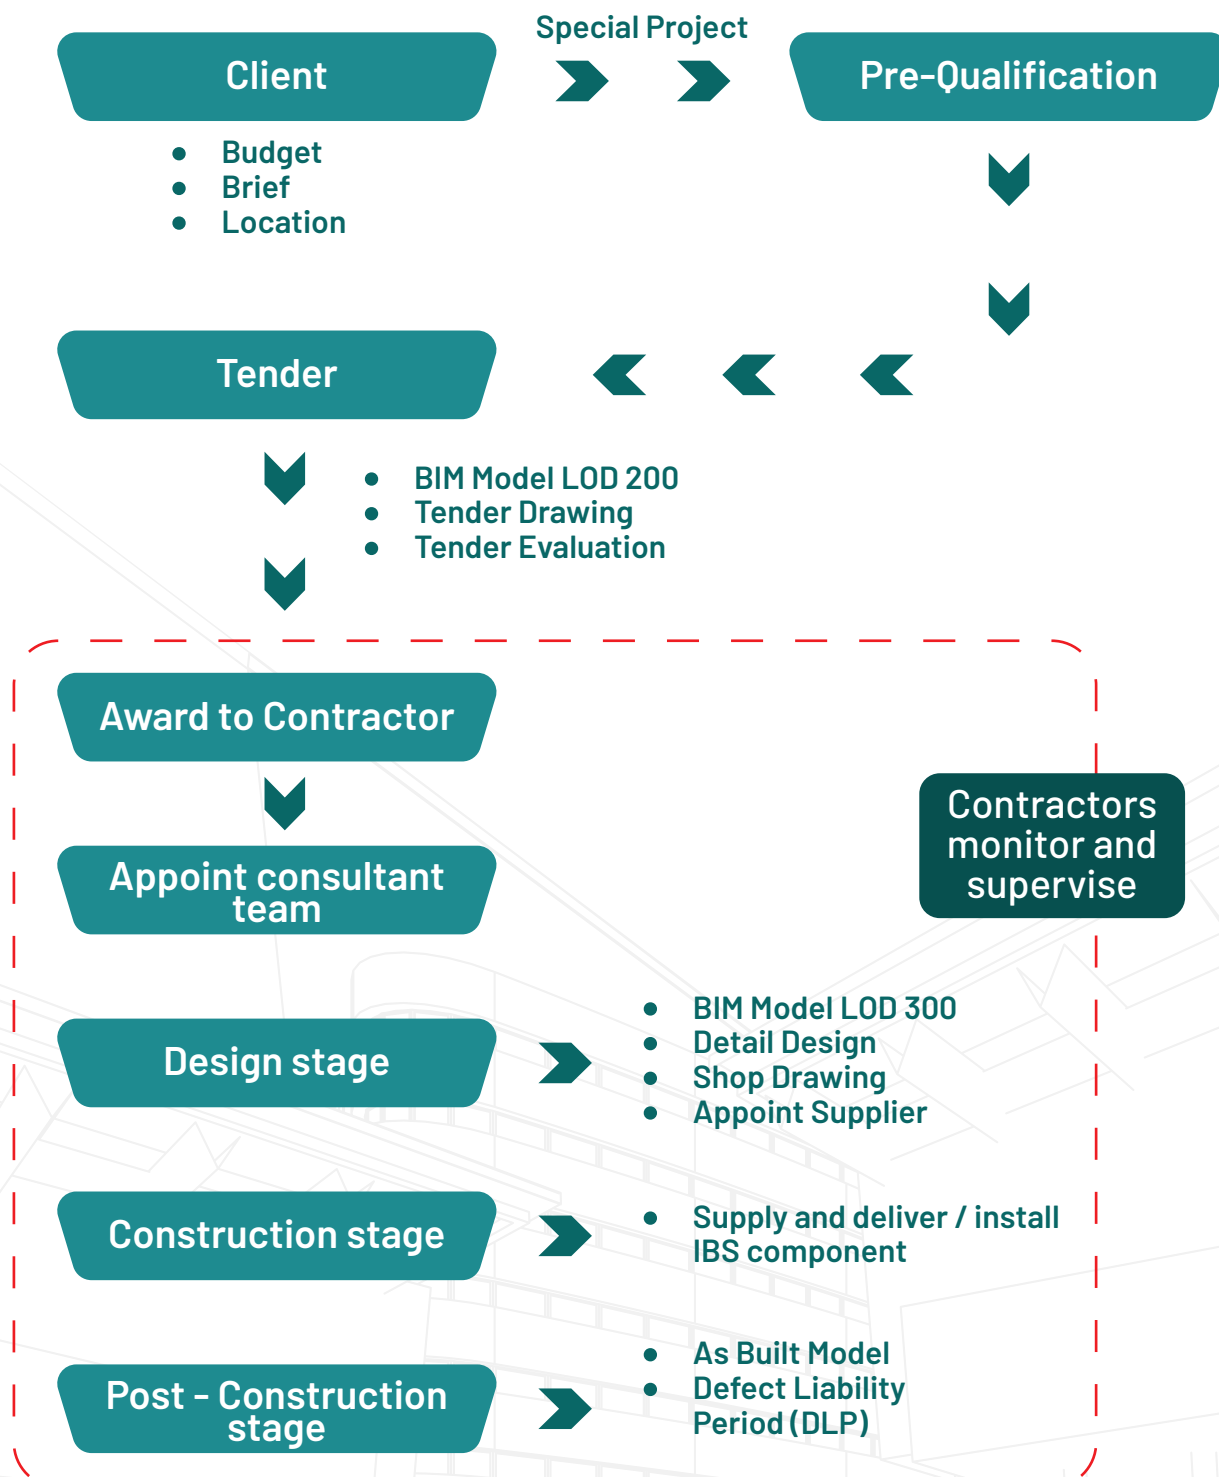 Special Project
Client
Pre-Qualification
● Budget
● Brief
● Location
Tender
● BIM Model LOD 200
● Tender Drawing
● Tender Evaluation
Award to Contractor
Contractors
monitor and
supervise
Appoint consultant
team
Design stage
● BIM Model LOD 300
● Detail Design
● Shop Drawing
● Appoint Supplier
Construction stage
● Supply and deliver / install
IBS component
Post - Construction
stage
● As Built Model
● Defect Liability
Period (DLP)